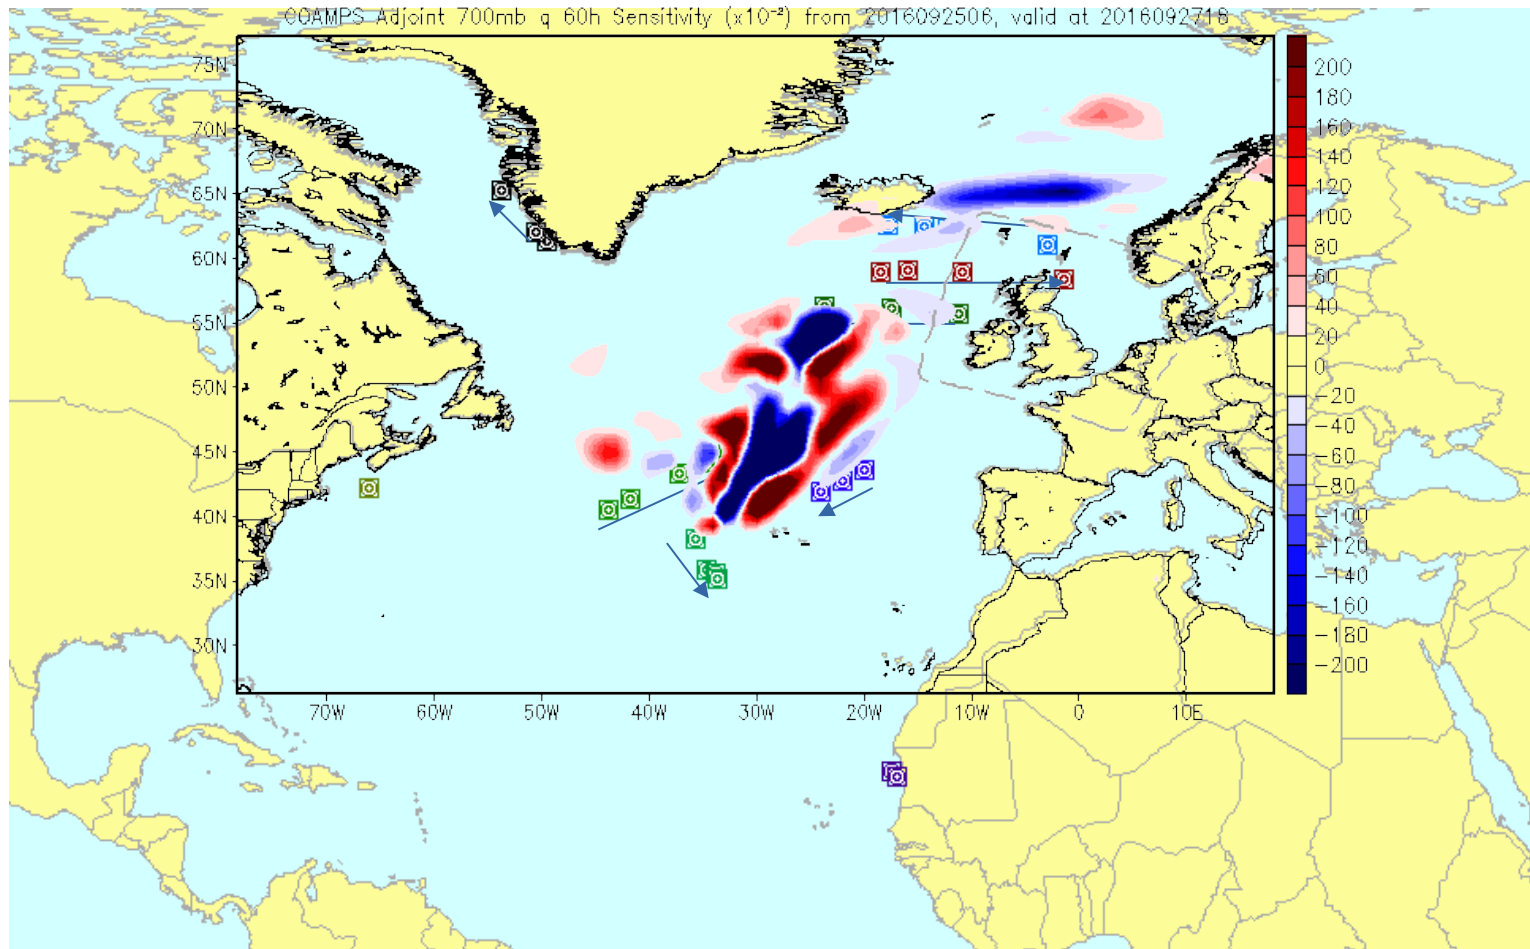 COAMPS Adjoint 700mb q 60h Sensitivity (x10⁻²) from 2016092506, valid at 2016092718
75N
70N
65N
60N
55N
50N
45N
40N
35N
30N
70W
60W
50W
40W
30W
20W
10W
0
10E
200
180
160
140
120
100
80
60
40
20
0
-20
-40
-60
-80
-100
-120
-140
-160
-180
-200